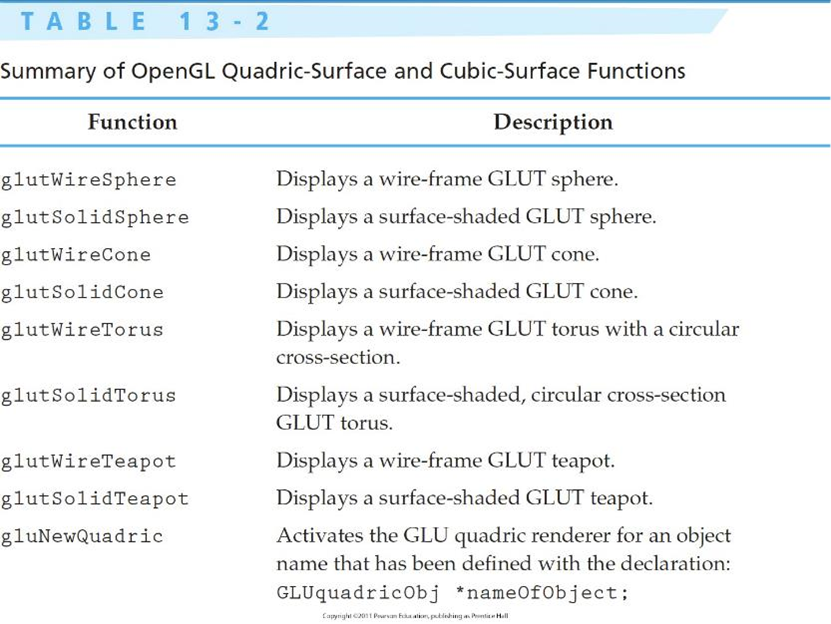 TABLE 13-2
Summary of OpenGL Quadric-Surface and Cubic-Surface Functions
Function Description
glutWireSphere Displays a wire-frame GLUT sphere.
glutSolidSphere Displays a surface-shaded GLUT sphere.
glutWireCone Displays a wire-frame GLUT cone.
glutSolidCone Displays a surface-shaded GLUT cone.
glutWireTorus Displays a wire-frame GLUT torus with a circular
cross-section.
glutSolidTorus Displays a surface-shaded, circular cross-section
GLUT torus.
glutWireTeapot Displays a wire-frame GLUT teapot.
glutSolidTeapot Displays a surface-shaded GLUT teapot.
gluNewQuadric Activates the GLU quadric renderer for an object
name that has been defined with the declaration:
GLUquadricObj *nameOfObject;
Copyright ©2011 Pearson Education, publishing as Prentice Hall